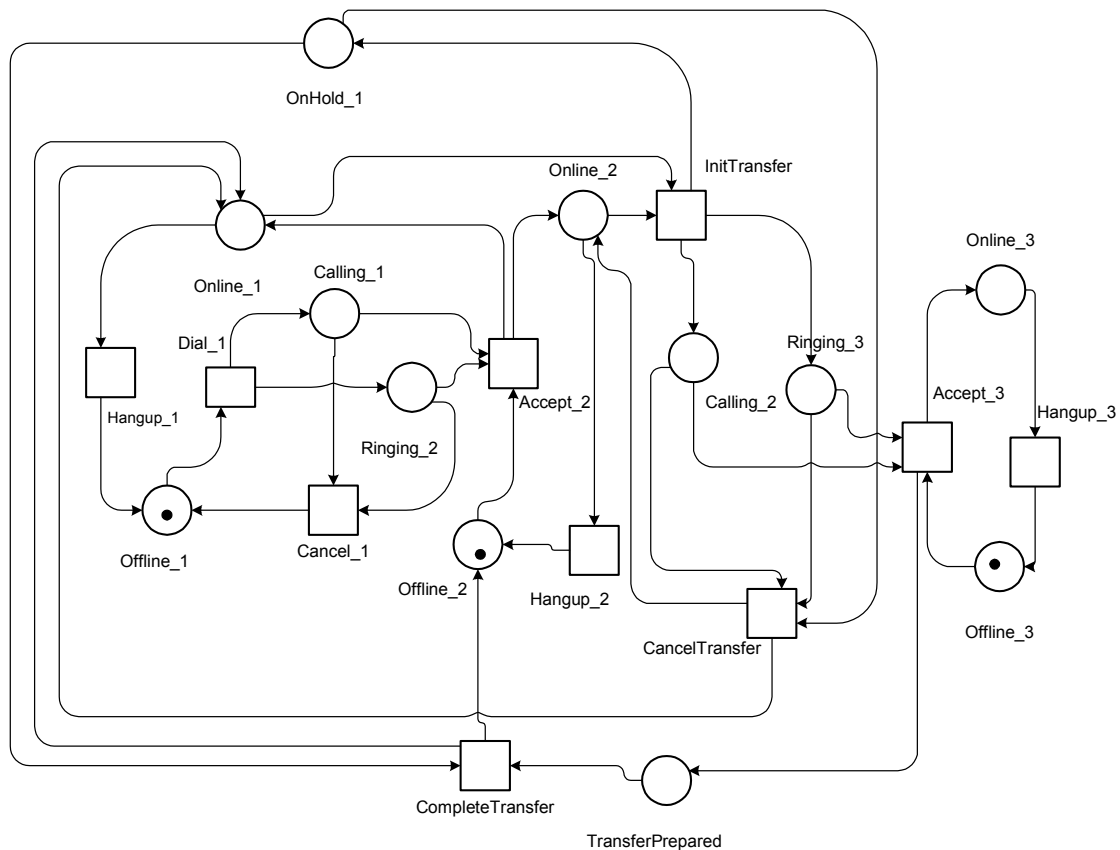 OnHold_1
InitTransfer
Online_2
Online_3
Online_1
Calling_1
Dial_1
Ringing_3
Hangup_1
Accept_2
Calling_2
Accept_3
Hangup_3
Ringing_2
Offline_1
Cancel_1
Offline_2
Hangup_2
Offline_3
CancelTransfer
CompleteTransfer
TransferPrepared